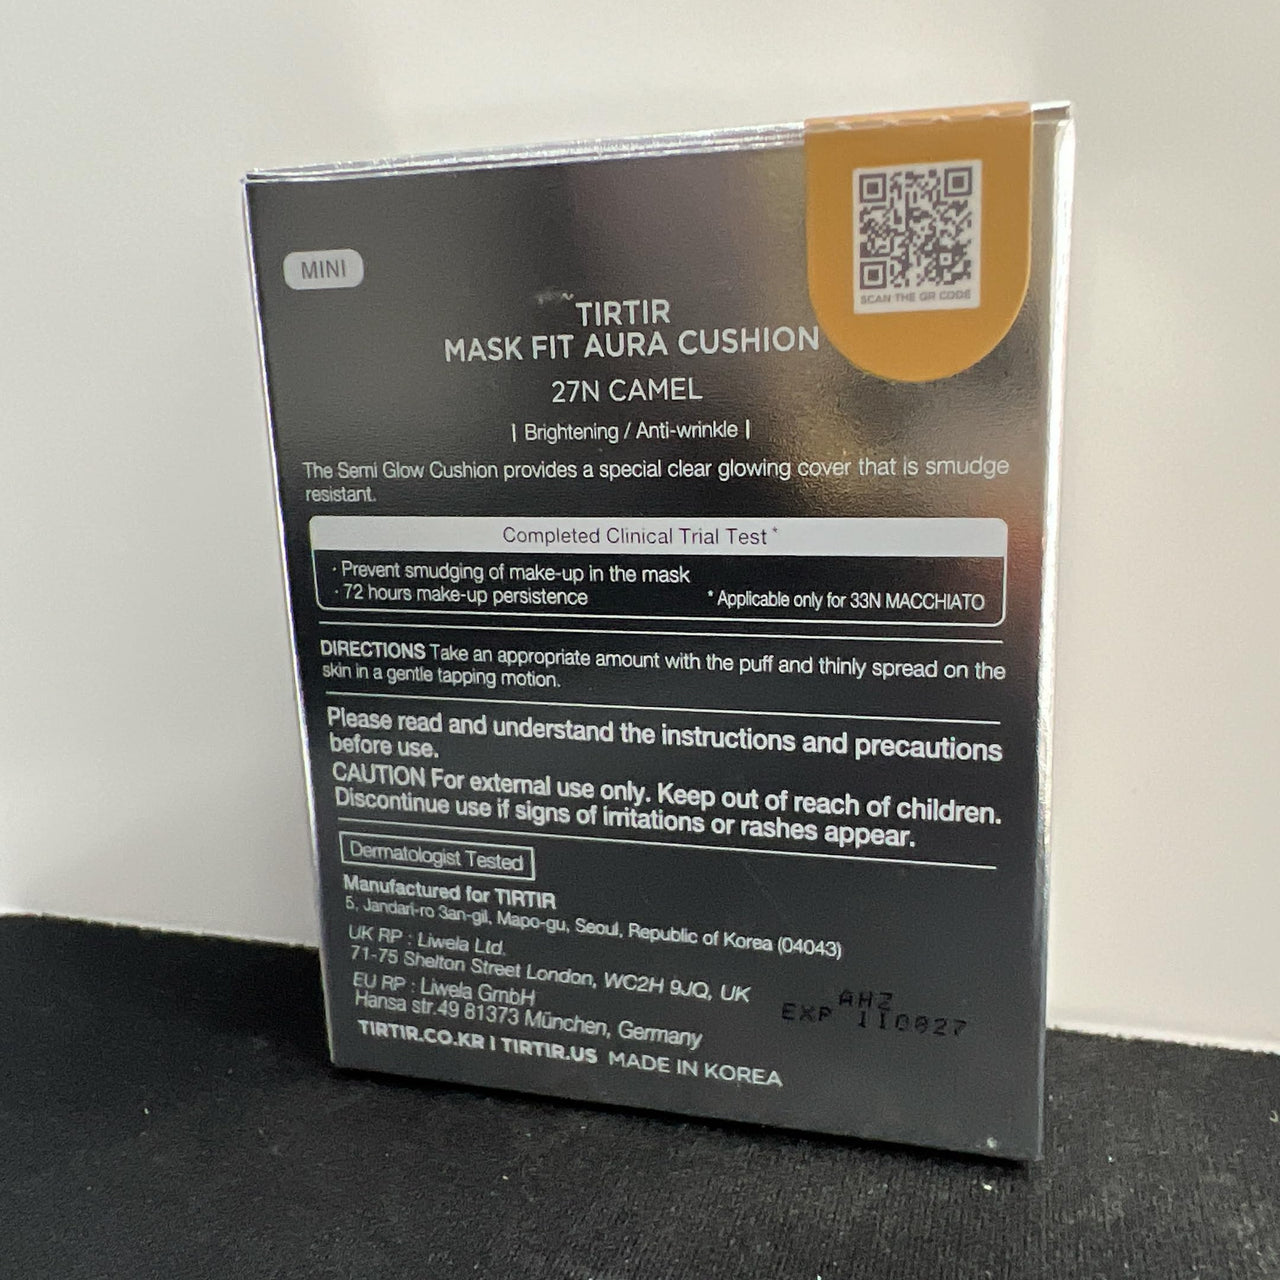 SCAN THE QR CODE
MINI
TIRTIR
MASK FIT AURA CUSHION
27N CAMEL
| Brightening / Anti-wrinkle |
The Semi Glow Cushion provides a special clear glowing cover that is smudge
resistant.
Completed Clinical Trial Test*
· Prevent smudging of make-up in the mask
· 72 hours make-up persistence
* Applicable only for 33N MACCHIATO
DIRECTIONS Take an appropriate amount with the puff and thinly spread on the
skin in a gentle tapping motion.
Please read and understand the instructions and precautions
before use.
CAUTION For external use only. Keep out of reach of children.
Discontinue use if signs of irritations or rashes appear.
Dermatologist Tested
Manufactured for TIRTIR
5, Jandari-ro 3an-gil, Mapo-gu, Seoul, Republic of Korea (04043)
UK RP : Liwela Ltd.
71-75 Shelton Street London, WC2H 9JQ, UK
EU RP : Liwela GmbH
Hansa str.49 81373 München, Germany
TIRTIR.CO.KR | TIRTIR.US MADE IN KOREA
AHZ
EXP 110827